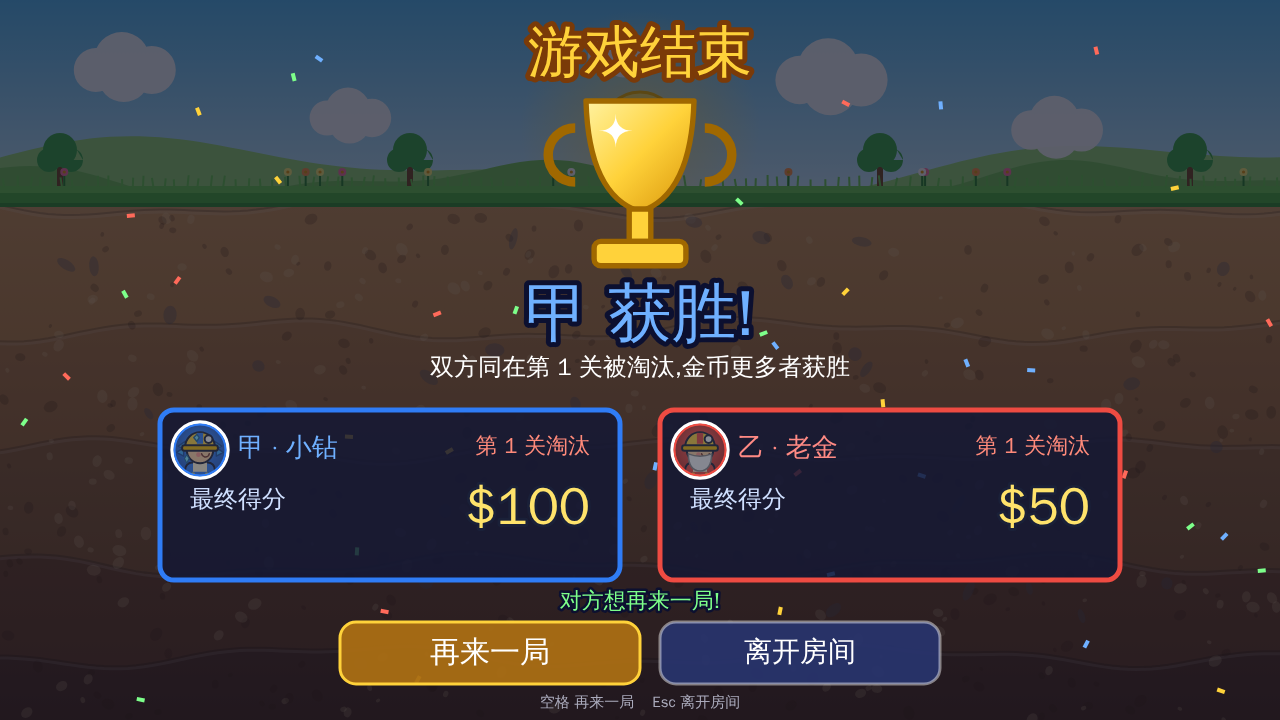 游戏结束
甲 获胜!
双方同在第 1 关被淘汰,金币更多者获胜
甲 · 小钻
第 1 关淘汰
最终得分
$100
乙 · 老金
第 1 关淘汰
最终得分
$50
对方想再来一局!
再来一局
离开房间
空格 再来一局 Esc 离开房间